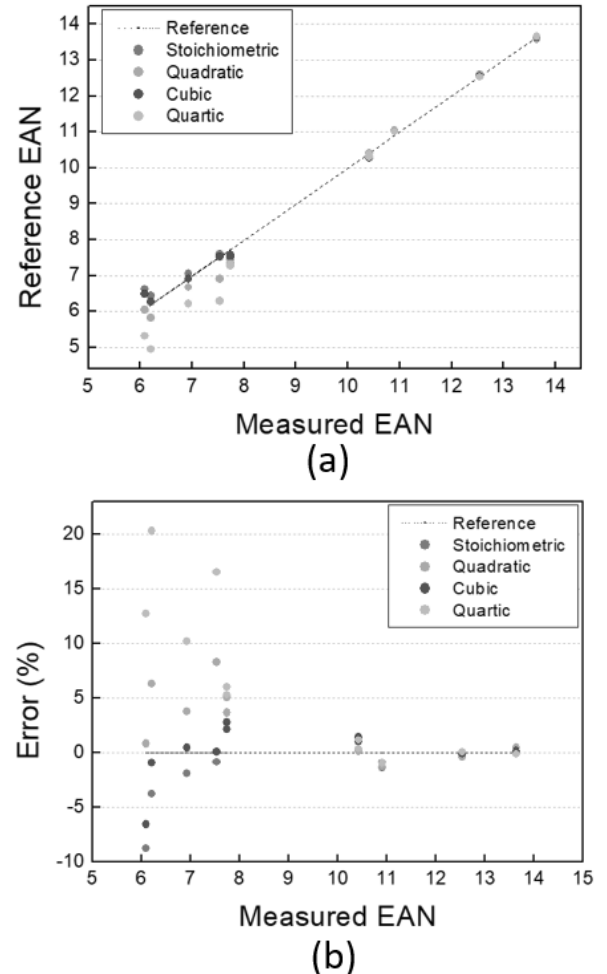 14
13
12
11
10
9
8
7
6
5
Reference EAN
Reference
Stoichiometric
Quadratic
Cubic
Quartic
5 6 7 8 9 10 11 12 13 14
Measured EAN
(a)
20
15
10
5
0
-5
-10
Error (%)
Reference
Stoichiometric
Quadratic
Cubic
Quartic
5 6 7 8 9 10 11 12 13 14 15
Measured EAN
(b)